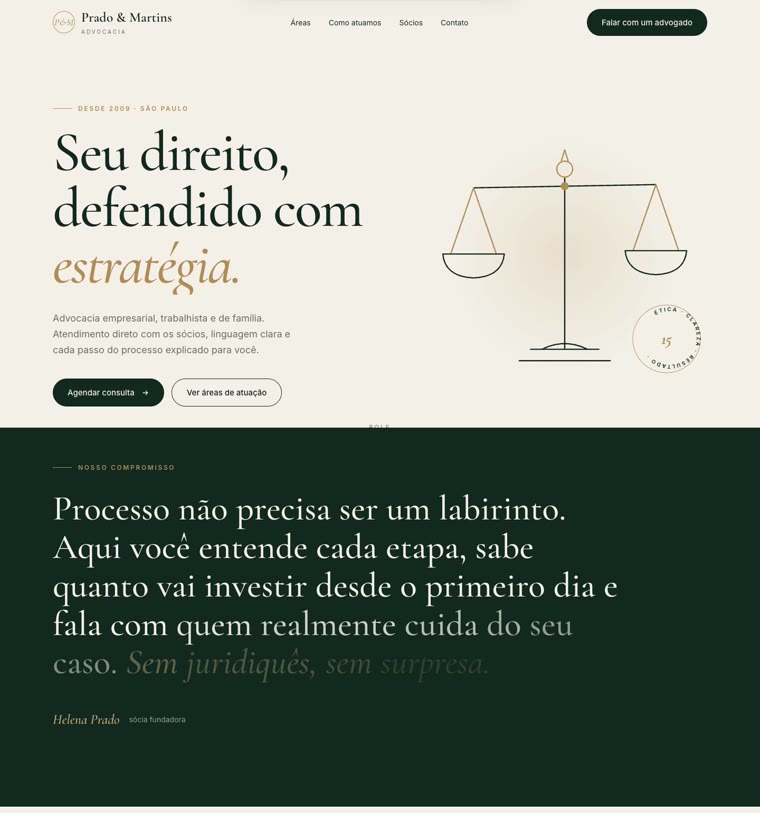 P&M
Prado & Martins
ADVOCACIA
Áreas
Como atuamos
Sócios
Contato
Falar com um advogado
DESDE 2009 · SÃO PAULO
Seu direito,
defendido com
estratégia.
Advocacia empresarial, trabalhista e de família.
Atendimento direto com os sócios, linguagem clara e
cada passo do processo explicado para você.
Agendar consulta →
Ver áreas de atuação
ÉTICA · CLAREZA · RESULTADO ·
15
ROLE
NOSSO COMPROMISSO
Processo não precisa ser um labirinto.
Aqui você entende cada etapa, sabe
quanto vai investir desde o primeiro dia e
fala com quem realmente cuida do seu
caso. Sem juridiquês, sem surpresa.
Helena Prado
sócia fundadora